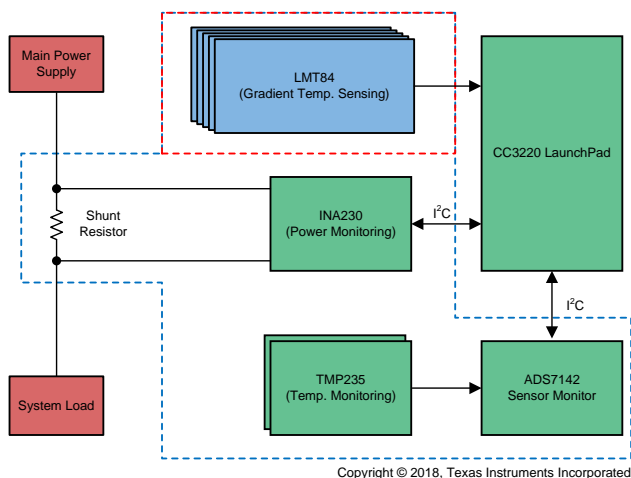 Main Power
Supply
LMT84
(Gradient Temp. Sensing)
CC3220 LaunchPad
Shunt
Resistor
INA230
(Power Monitoring)
I²C
I²C
System Load
TMP235
(Temp. Monitoring)
ADS7142
Sensor Monitor
Copyright © 2018, Texas Instruments Incorporated